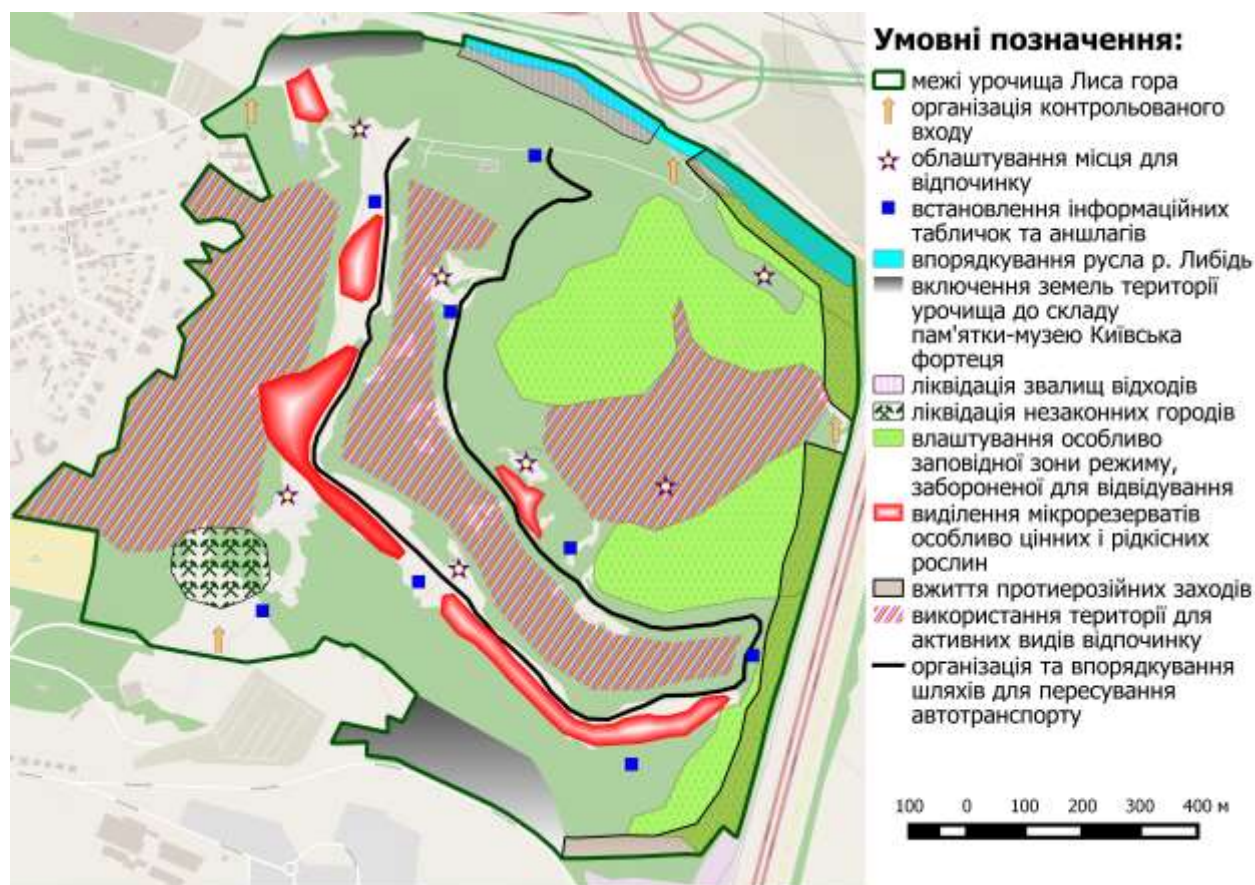 Умовні позначення:
межі урочища Лиса гора
організація контрольованого
входу
облаштування місця для
відпочинку
встановлення інформаційних
табличок та аншлагів
впорядкування русла р. Либідь
включення земель території
урочища до складу
пам'ятки-музею Київська
фортеця
ліквідація звалищ відходів
ліквідація незаконних городів
влаштування особливо
заповідної зони режиму,
забороненої для відвідування
виділення мікрорезерватів
особливо цінних і рідкісних
рослин
вжиття протиерозійних заходів
використання території для
активних видів відпочинку
організація та впорядкування
шляхів для пересування
автотранспорту
100 0 100 200 300 400 м